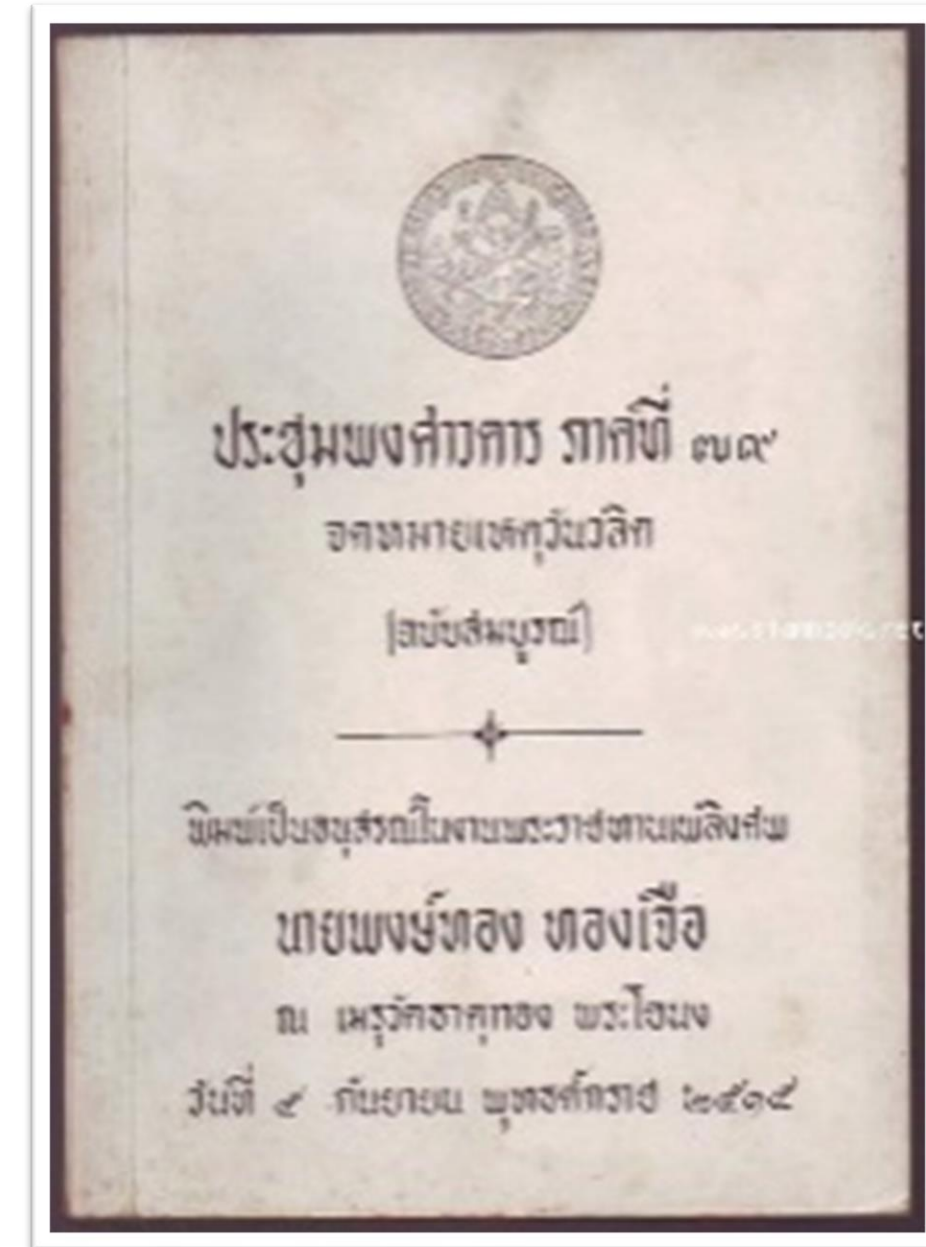 ประชุมพงศาวดาร ภาคที่ ๗๙
จดหมายเหตุวันวลิต
(ฉบับสมบูรณ์)
พิมพ์เป็นอนุสรณ์ในงานพระราชทานเพลิงศพ
นายพงษ์ทอง ทองเจือ
ณ เมรุวัดธาตุทอง พระโขนง
วันที่ ๔ กันยายน พุทธศักราช ๒๕๑๕